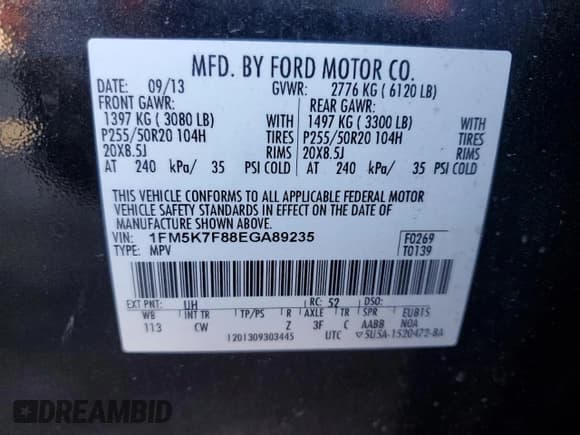 MFD. BY FORD MOTOR CO.
DATE: 09/13 GVWR: 2776 KG ( 6120 LB)
FRONT GAWR: REAR GAWR:
1397 KG ( 3080 LB) WITH 1497 KG ( 3300 LB) WITH
P255/50R20 104H TIRES P255/50R20 104H TIRES
20X8.5J RIMS 20X8.5J RIMS
AT 240 kPa/ 35 PSI COLD AT 240 kPa/ 35 PSI COLD
THIS VEHICLE CONFORMS TO ALL APPLICABLE FEDERAL MOTOR
VEHICLE SAFETY STANDARDS IN EFFECT ON THE DATE OF
MANUFACTURE SHOWN ABOVE.
VIN: 1FM5K7F88EGA89235 F0269
TYPE: MPV T0139
EXT PNT: UH RC: 52 DSO:
WB INT TR TP/PS R AXLE TR SPR EUB15
113 CW Z 3F C AABB NOA
1201309303445 UTC ▽5U5A-1520472-BA
DREAMBID